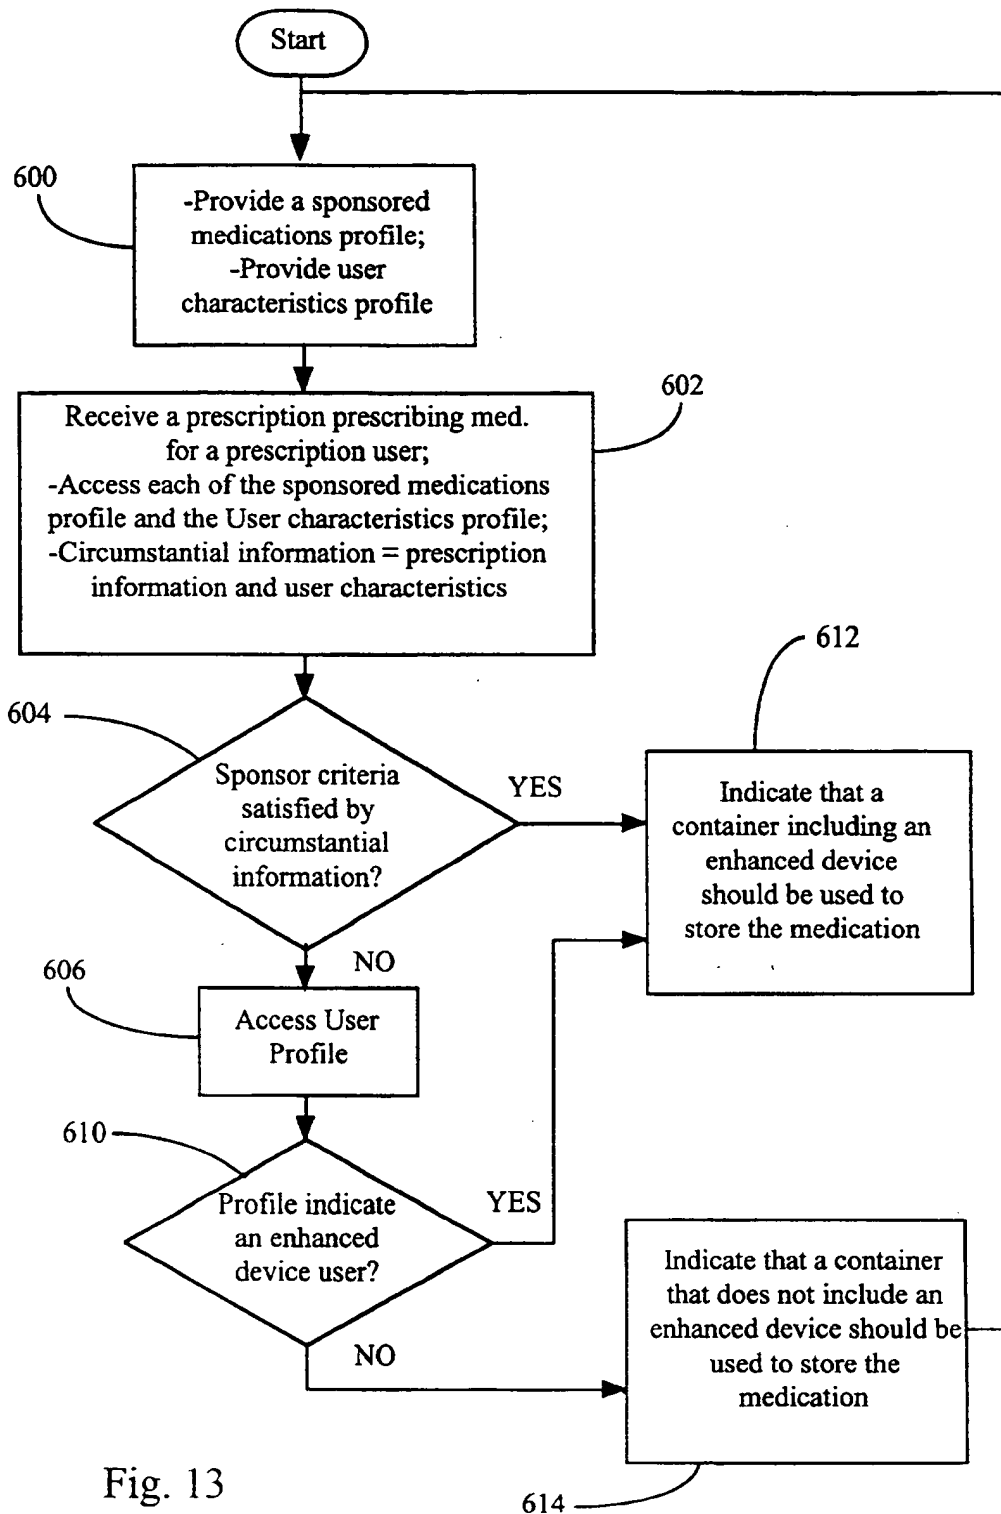 Start
600
-Provide a sponsored
medications profile;
-Provide user
characteristics profile
602
Receive a prescription prescribing med.
for a prescription user;
-Access each of the sponsored medications
profile and the User characteristics profile;
-Circumstantial information = prescription
information and user characteristics
604
Sponsor criteria
satisfied by
circumstantial
information?
YES
612
Indicate that a
container including an
enhanced device
should be used to
store the medication
NO
606
Access User
Profile
610
Profile indicate
an enhanced
device user?
YES
NO
Indicate that a container
that does not include an
enhanced device should be
used to store the
medication
614
Fig. 13